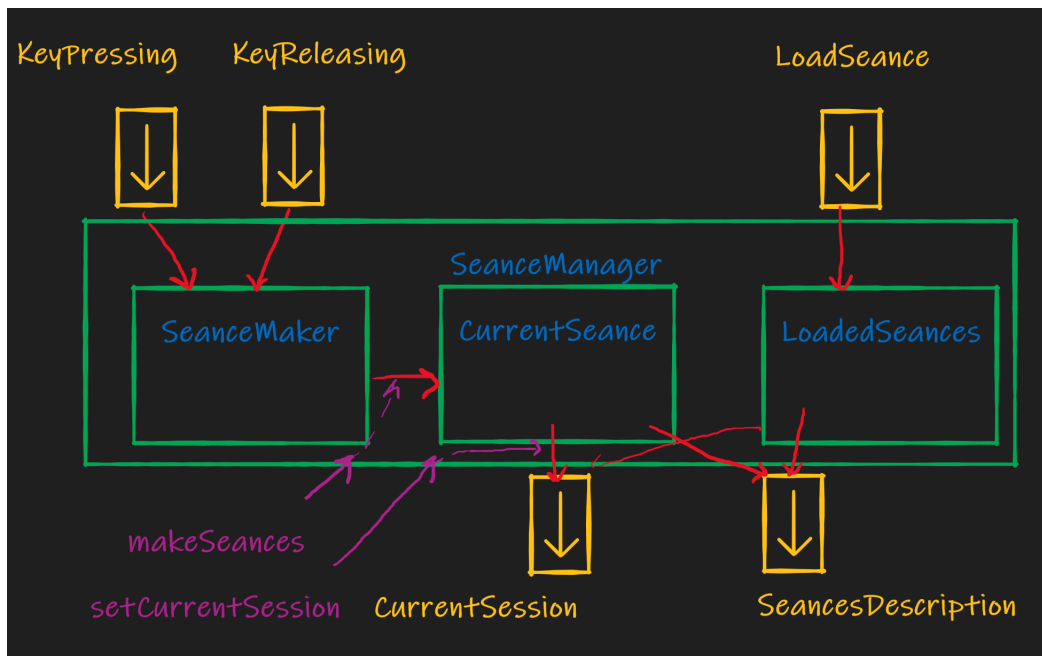 KeyPressing
KeyReleasing
LoadSeance
SeanceManager
SeanceMaker
CurrentSeance
LoadedSeances
makeSeances
setCurrentSession
CurrentSession
SeancesDescription